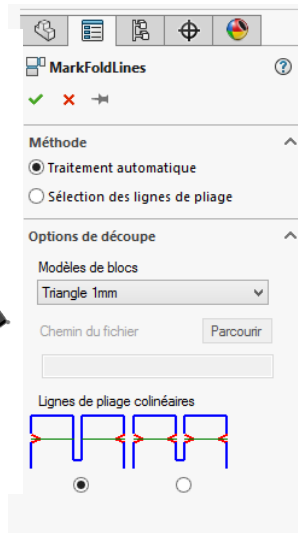 MarkFoldLines
Méthode
Traitement automatique
Sélection des lignes de pliage
Options de découpe
Modèles de blocs
Triangle 1mm
Chemin du fichier
Parcourir
Lignes de pliage colinéaires